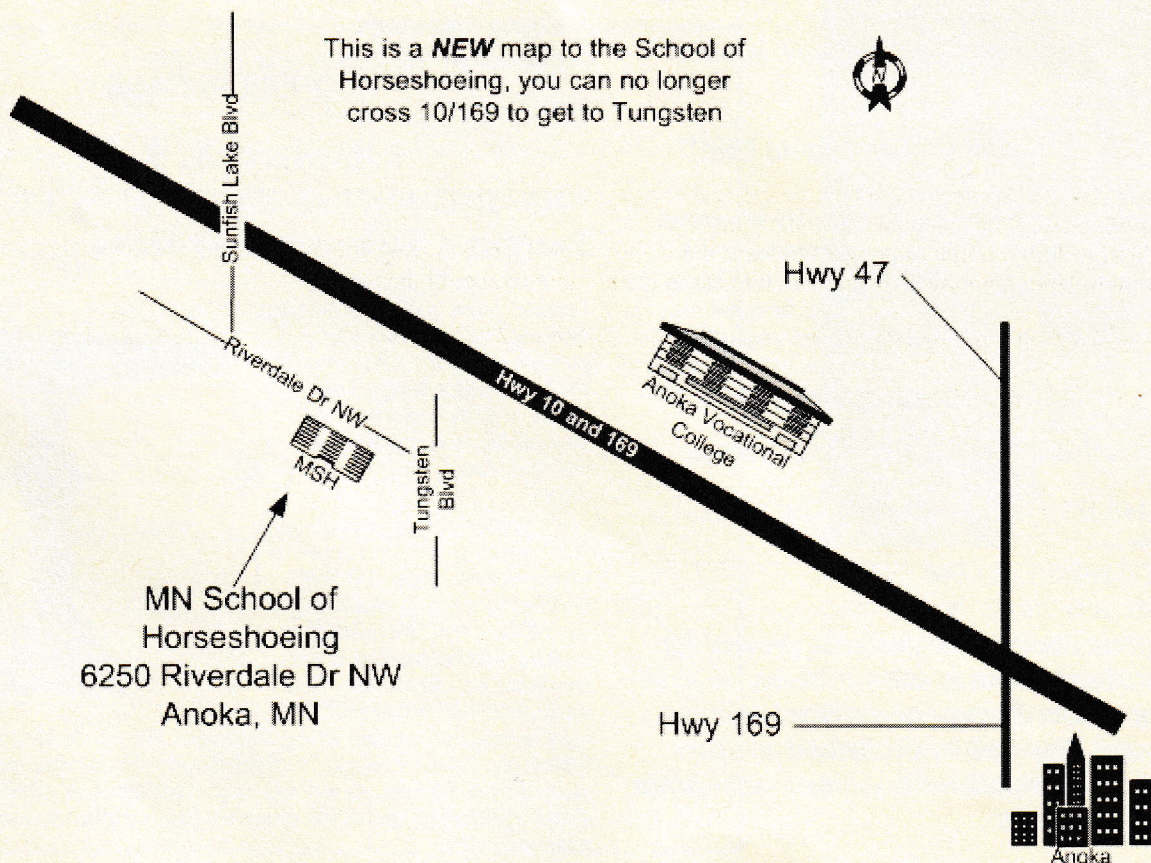 This is a NEW map to the School of
Horseshoeing, you can no longer
cross 10/169 to get to Tungsten
N
Sunfish Lake Blvd
Hwy 47
Riverdale Dr NW
Hwy 10 and 169
Anoka Vocational
College
MSH
Tungsten
Blvd
MN School of
Horseshoeing
6250 Riverdale Dr NW
Anoka, MN
Hwy 169
Anoka